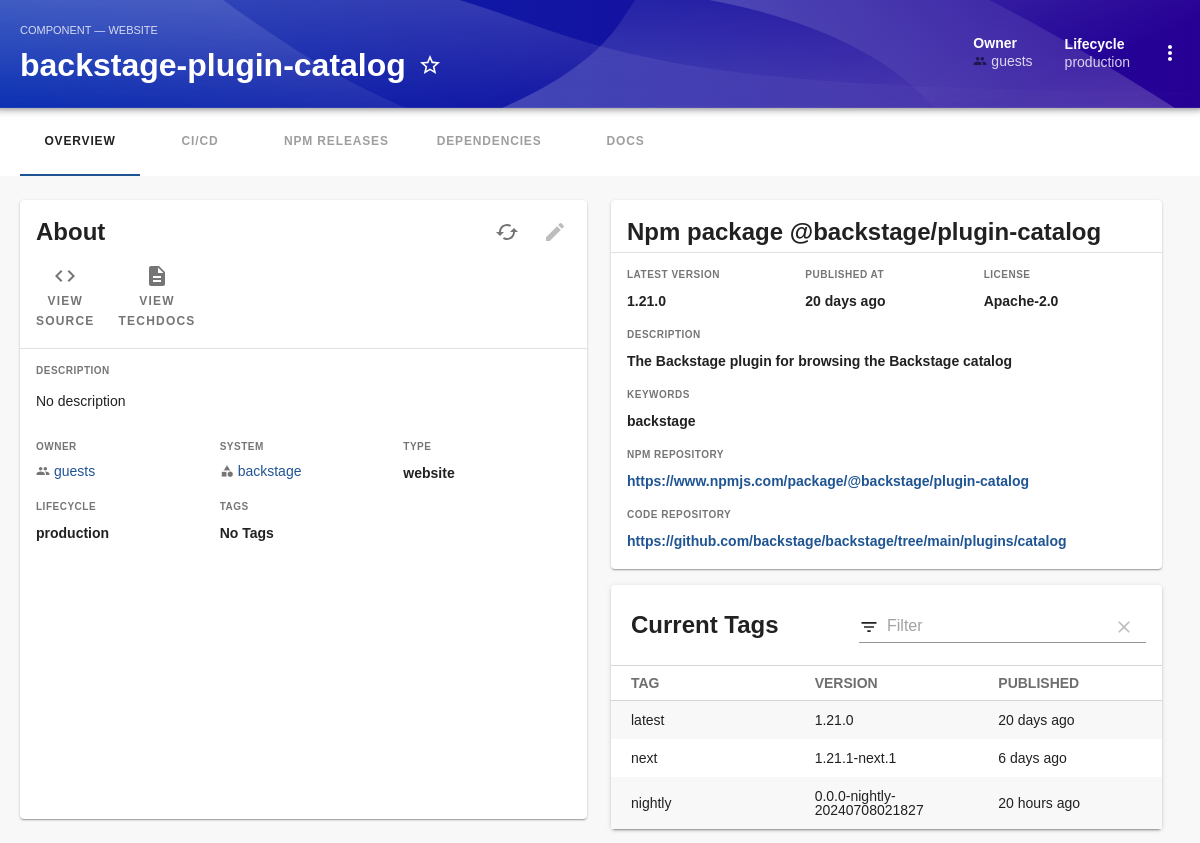 COMPONENT — WEBSITE
backstage-plugin-catalog
Owner
guests
Lifecycle
production
OVERVIEW
CI/CD
NPM RELEASES
DEPENDENCIES
DOCS
About
VIEW
SOURCE
VIEW
TECHDOCS
DESCRIPTION
No description
OWNER
SYSTEM
TYPE
guests
backstage
website
LIFECYCLE
TAGS
production
No Tags
Npm package @backstage/plugin-catalog
LATEST VERSION
PUBLISHED AT
LICENSE
1.21.0
20 days ago
Apache-2.0
DESCRIPTION
The Backstage plugin for browsing the Backstage catalog
KEYWORDS
backstage
NPM REPOSITORY
https://www.npmjs.com/package/@backstage/plugin-catalog
CODE REPOSITORY
https://github.com/backstage/backstage/tree/main/plugins/catalog
Current Tags
Filter
TAG
VERSION
PUBLISHED
latest
1.21.0
20 days ago
next
1.21.1-next.1
6 days ago
nightly
0.0.0-nightly-
20240708021827
20 hours ago